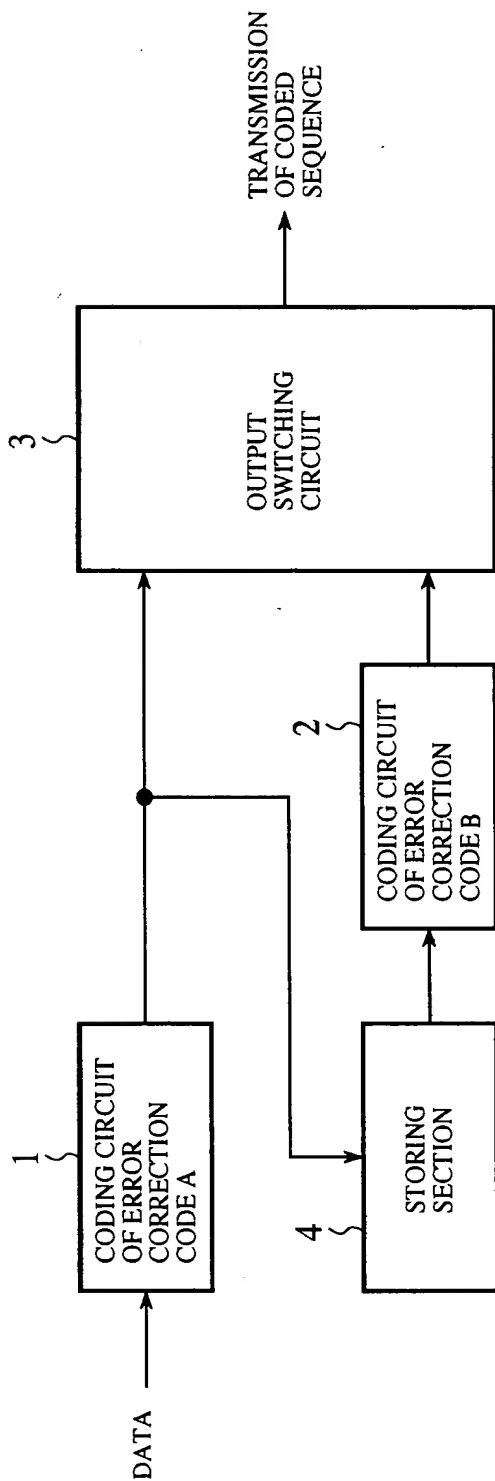 DATA
1
CODING CIRCUIT
OF ERROR
CORRECTION
CODE A
4
STORING
SECTION
2
CODING CIRCUIT
OF ERROR
CORRECTION
CODE B
3
OUTPUT
SWITCHING
CIRCUIT
TRANSMISSION
OF CODED
SEQUENCE